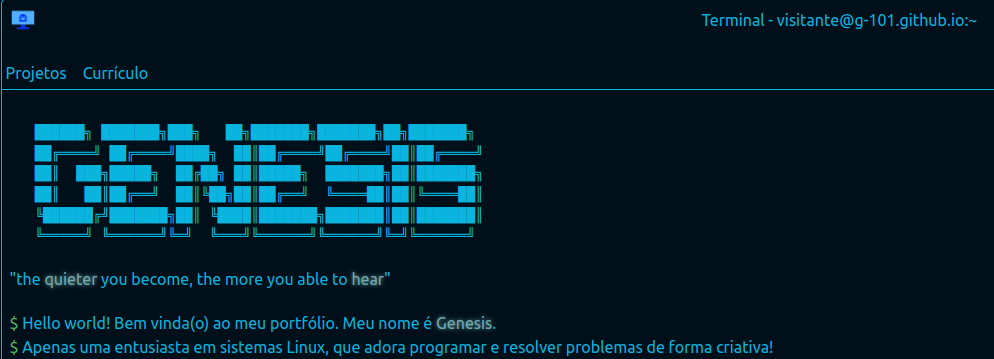 Terminal - visitante@g-101.github.io:~
Projetos Currículo
GENESIS
"the quieter you become, the more you able to hear"
$ Hello world! Bem vinda(o) ao meu portfólio. Meu nome é Genesis.
$ Apenas uma entusiasta em sistemas Linux, que adora programar e resolver problemas de forma criativa!